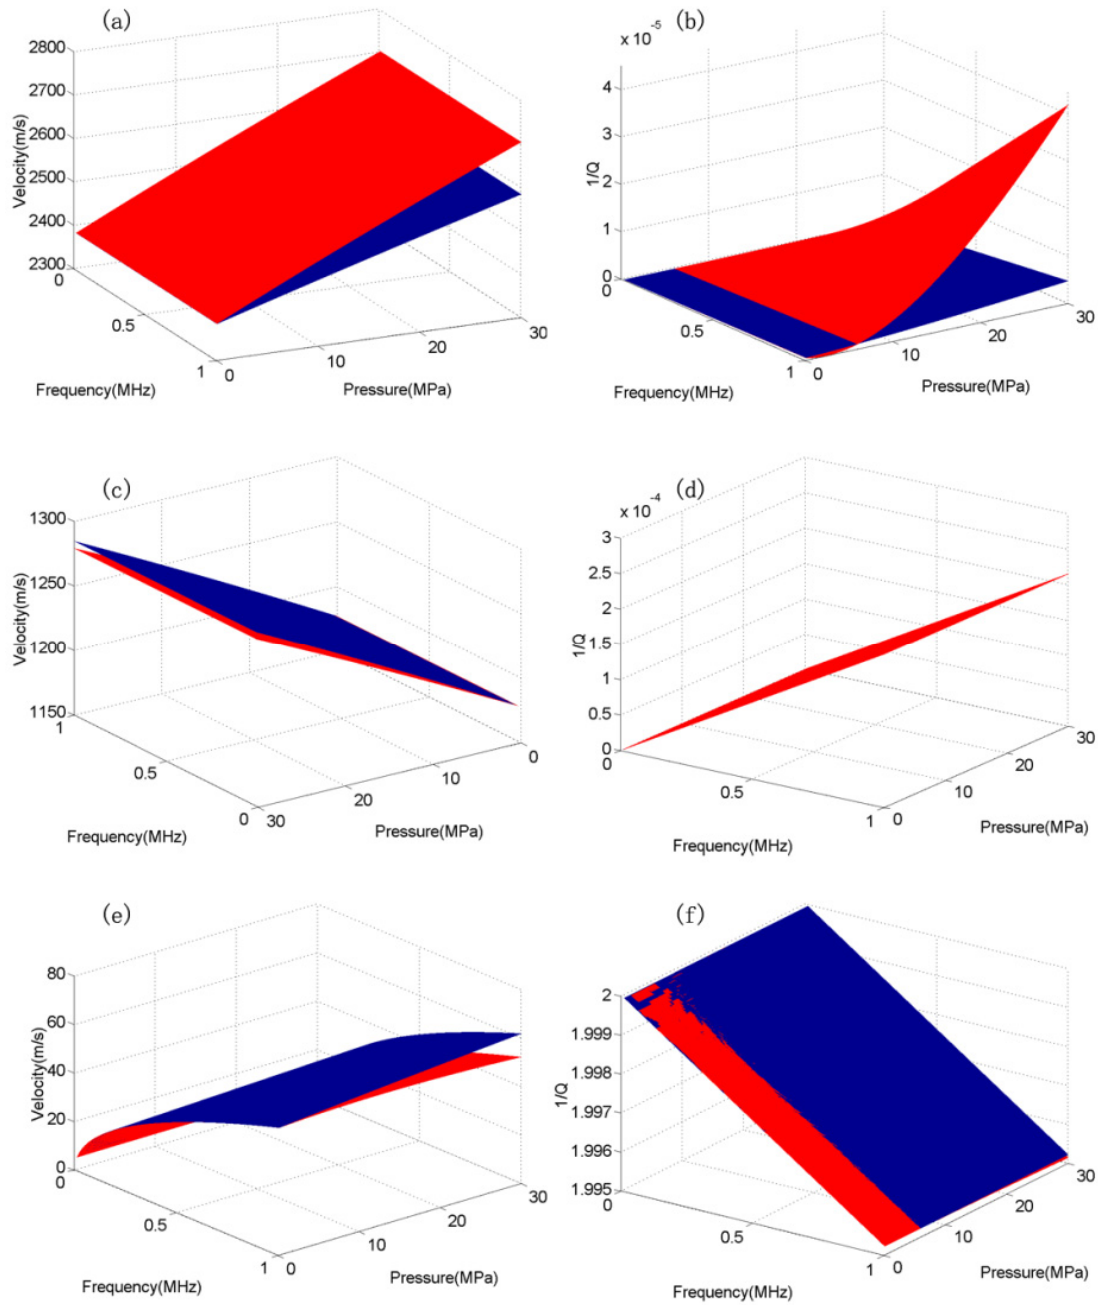 (a)
2800
2700
2600
2500
2400
2300
Velocity(m/s)
0
0.5
1
Frequency(MHz)
0
10
20
30
Pressure(MPa)
(b)
x 10⁻⁵
4
3
2
1
0
1/Q
0
0.5
1
Frequency(MHz)
0
10
20
30
Pressure(MPa)
(c)
1300
1250
1200
1150
Velocity(m/s)
1
0.5
0
Frequency(MHz)
30
20
10
0
Pressure(MPa)
(d)
x 10⁻⁴
3
2.5
2
1.5
1
0.5
0
1/Q
0
0.5
1
Frequency(MHz)
0
10
20
30
Pressure(MPa)
(e)
80
60
40
20
0
Velocity(m/s)
0
0.5
1
Frequency(MHz)
0
10
20
30
Pressure(MPa)
(f)
2
1.999
1.998
1.997
1.996
1.995
1/Q
0
0.5
1
Frequency(MHz)
0
10
20
30
Pressure(MPa)